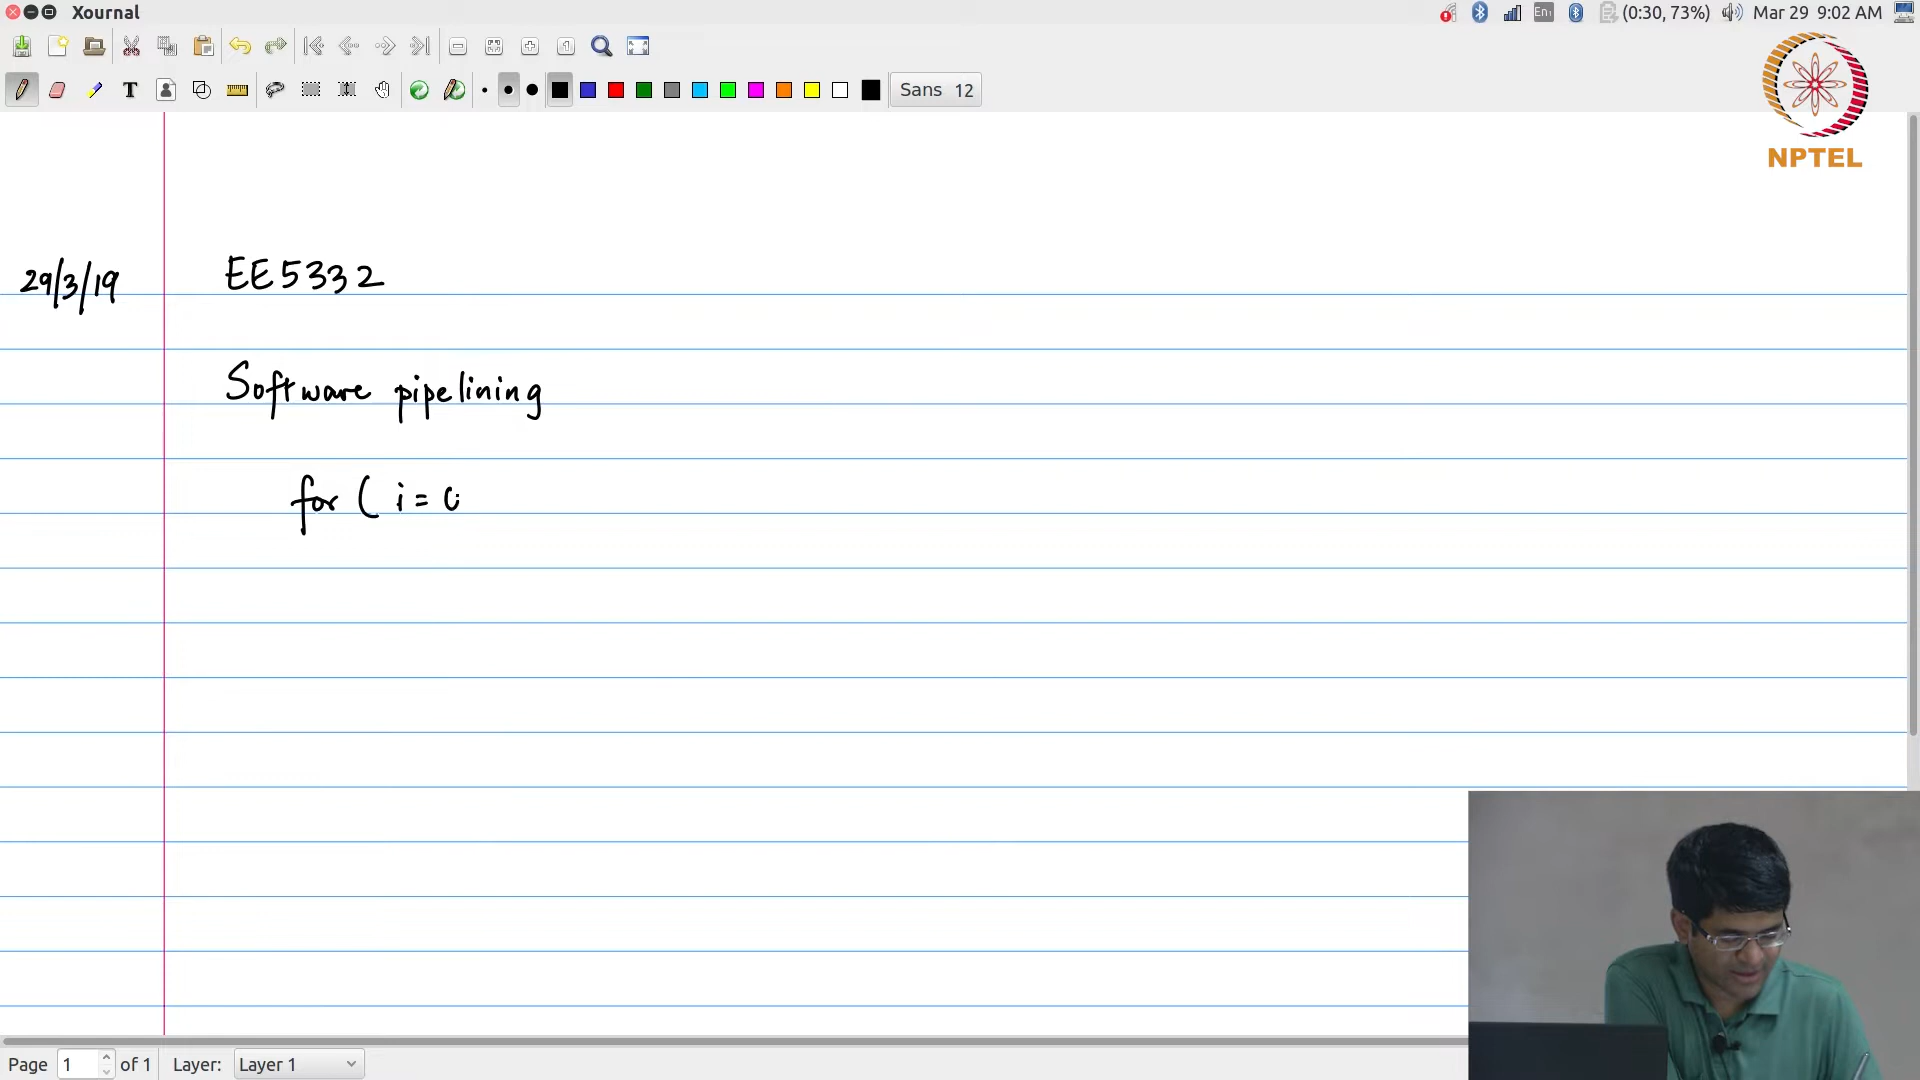 Xournal
En1 (0:30, 73%) Mar 29 9:02 AM
Sans 12
NPTEL
29/3/19 EE5332
Software pipelining
for ( i = 0
Page 1 of 1 Layer: Layer 1